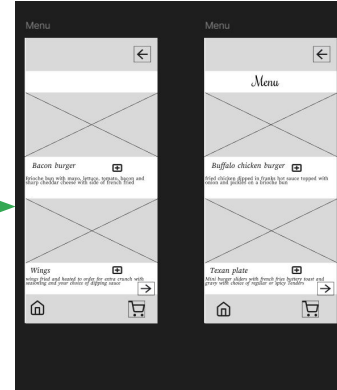 Menu
Bacon burger
Brioche bun with mayo, lettuce, tomato, bacon and
sharp cheddar cheese with side of french fried
Wings
wings fried and heated to order for extra crunch with
seasoning and your choice of dipping sauce
Menu
Menu
Buffalo chicken burger
fried chicken dipped in franks hot sauce topped with
onion and pickles on a brioche bun
Texan plate
Mini burger sliders with french fries buttery toast and
gravy with choice of regular or spicy Tenders